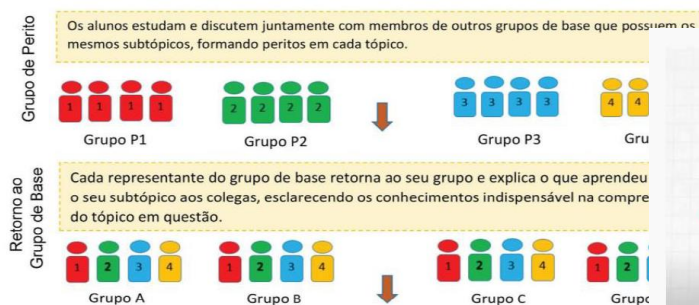 Grupo de Perito
Os alunos estudam e discutem juntamente com membros de outros grupos de base que possuem os
mesmos subtópicos, formando peritos em cada tópico.
1 1 1 1
2 2 2 2
3 3 3 3
4 4
Grupo P1
Grupo P2
Grupo P3
Gru
Retorno ao
Grupo de Base
Cada representante do grupo de base retorna ao seu grupo e explica o que aprendeu
o seu subtópico aos colegas, esclarecendo os conhecimentos indispensável na compre
do tópico em questão.
1 2 3 4
1 2 3 4
1 2 3 4
1 2
Grupo A
Grupo B
Grupo C
Grupo